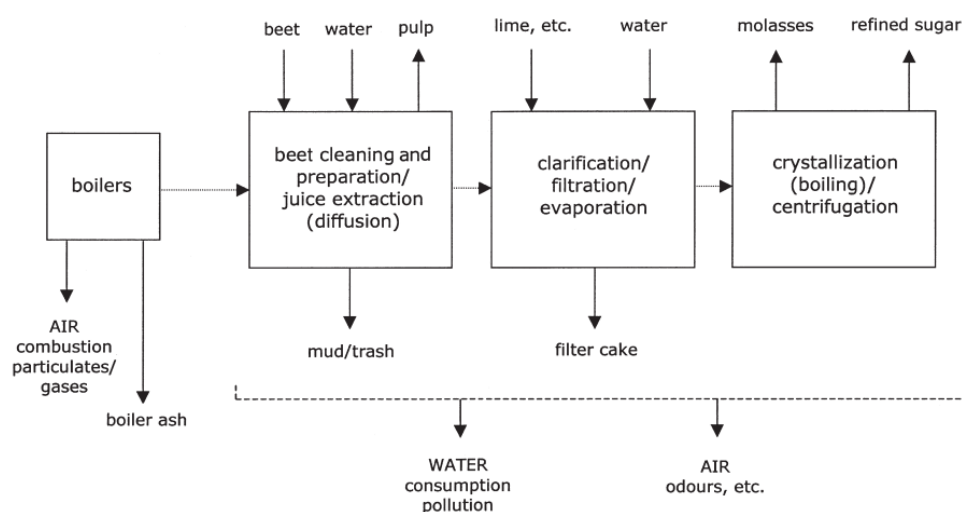 beet
water
pulp
lime, etc.
water
molasses
refined sugar
boilers
beet cleaning and
preparation/
juice extraction
(diffusion)
clarification/
filtration/
evaporation
crystallization
(boiling)/
centrifugation
AIR
combustion
particulates/
gases
boiler ash
mud/trash
filter cake
WATER
consumption
pollution
AIR
odours, etc.